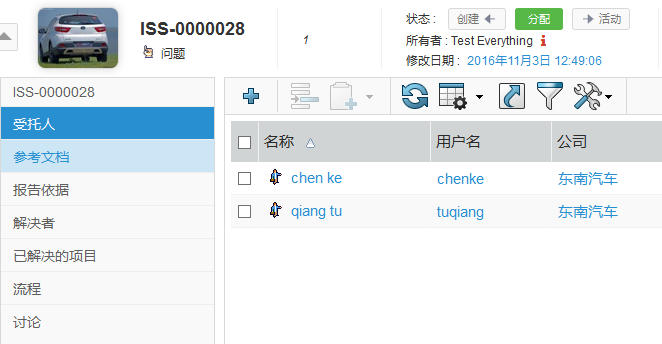 ISS-0000028
问题
1
状态 : 创建 分配 活动
所有者 : Test Everything
修改日期 : 2016年11月3日 12:49:06
ISS-0000028
受托人
参考文档
报告依据
解决者
已解决的项目
流程
讨论
名称 用户名 公司
chen ke chenke 东南汽车
qiang tu tuqiang 东南汽车